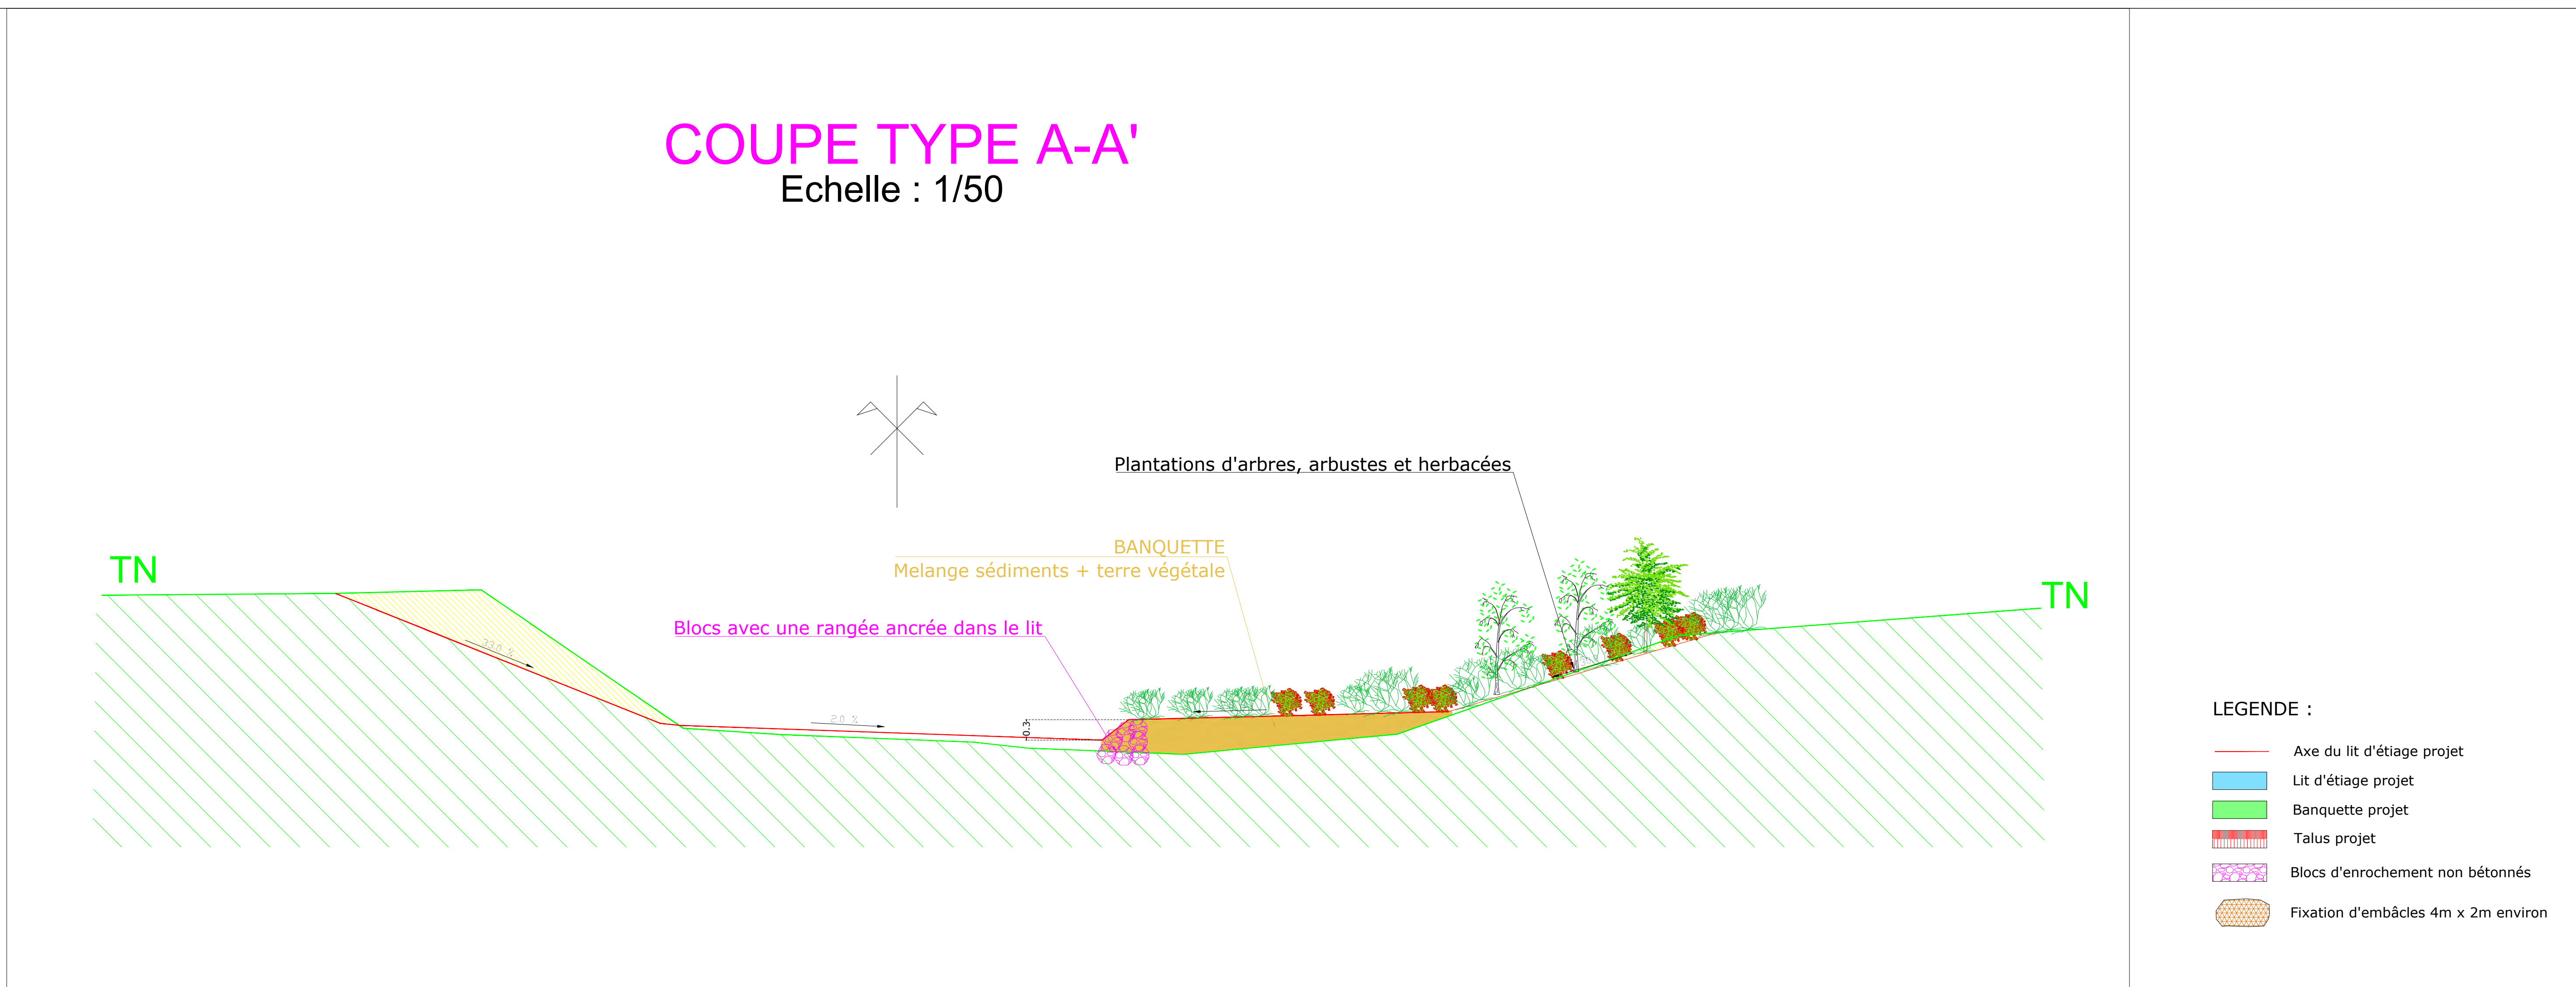 COUPE TYPE A-A'
Echelle : 1/50
Plantations d'arbres, arbustes et herbacées
BANQUETTE
Melange sédiments + terre végétale
TN
TN
Blocs avec une rangée ancrée dans le lit
33.0 %
2.0 %
0.3
LEGENDE :
Axe du lit d'étiage projet
Lit d'étiage projet
Banquette projet
Talus projet
Blocs d'enrochement non bétonnés
Fixation d'embâcles 4m x 2m environ